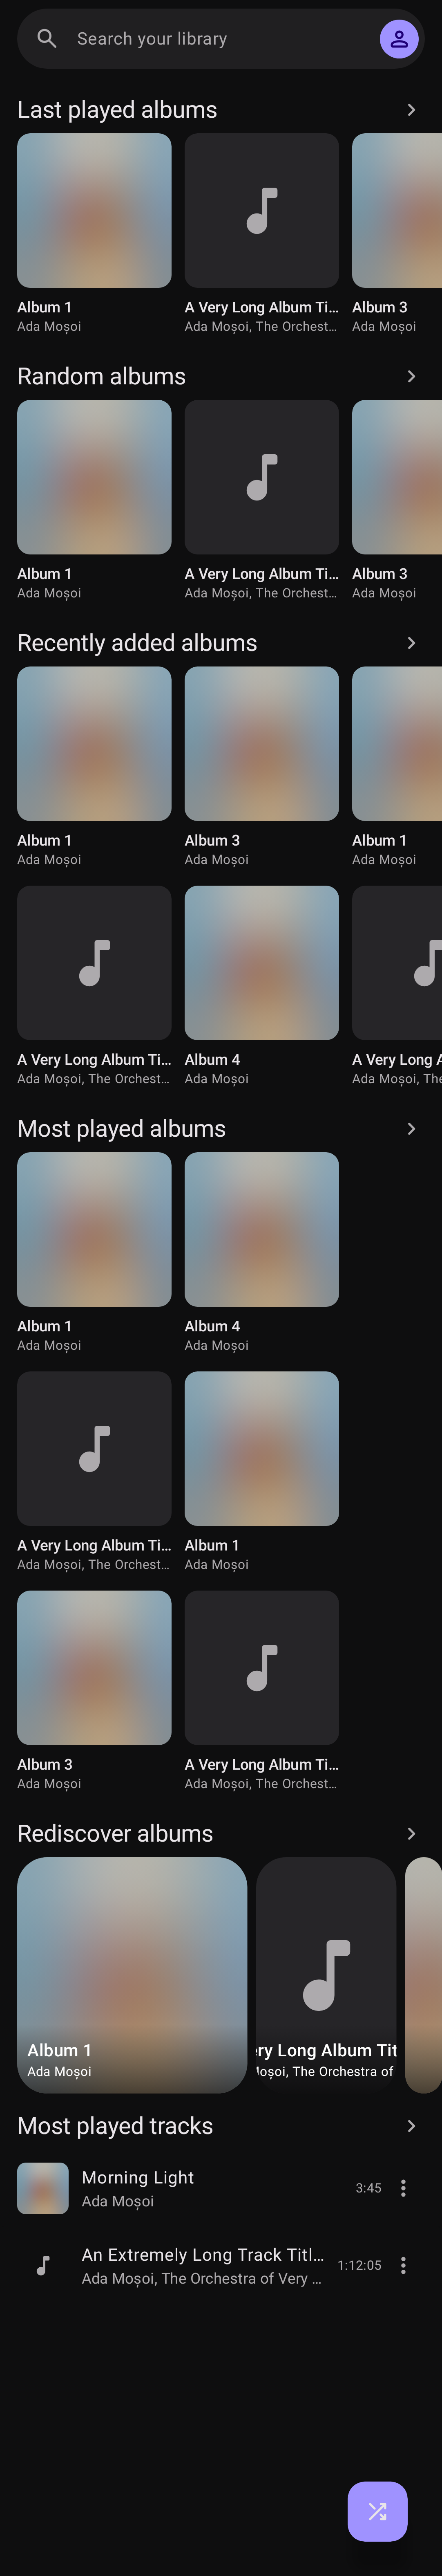 Search your library
Last played albums
Album 1
Ada Moșoi
A Very Long Album Ti...
Ada Moșoi, The Orchest...
Album 3
Ada Moșoi
Random albums
Album 1
Ada Moșoi
A Very Long Album Ti...
Ada Moșoi, The Orchest...
Album 3
Ada Moșoi
Recently added albums
Album 1
Ada Moșoi
Album 3
Ada Moșoi
Album 1
Ada Moșoi
A Very Long Album Ti...
Ada Moșoi, The Orchest...
Album 4
Ada Moșoi
A Very Long A
Ada Moșoi, The
Most played albums
Album 1
Ada Moșoi
Album 4
Ada Moșoi
A Very Long Album Ti...
Ada Moșoi, The Orchest...
Album 1
Ada Moșoi
Album 3
Ada Moșoi
A Very Long Album Ti...
Ada Moșoi, The Orchest...
Rediscover albums
Album 1
Ada Moșoi
ery Long Album Tit
Moșoi, The Orchestra of
Most played tracks
Morning Light
Ada Moșoi
3:45
An Extremely Long Track Titl...
Ada Moșoi, The Orchestra of Very ...
1:12:05